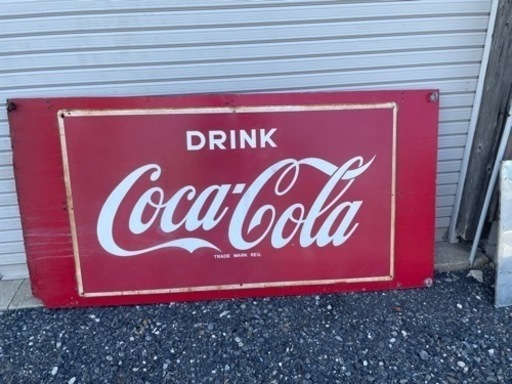 DRINK
Coca-Cola
TRADE MARK REG.